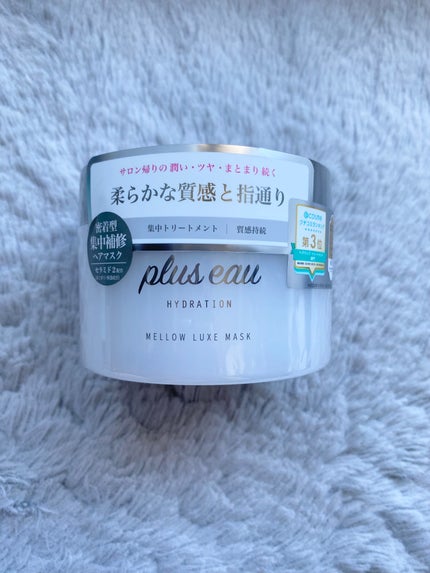 サロン帰りの潤い・ツヤ・まとまり続く
柔らかな質感と指通り
集中トリートメント 質感持続
密着型
集中補修
ヘアマスク
セラミド2配合
plus eau
HYDRATION
MELLOW LUXE MASK
第3位